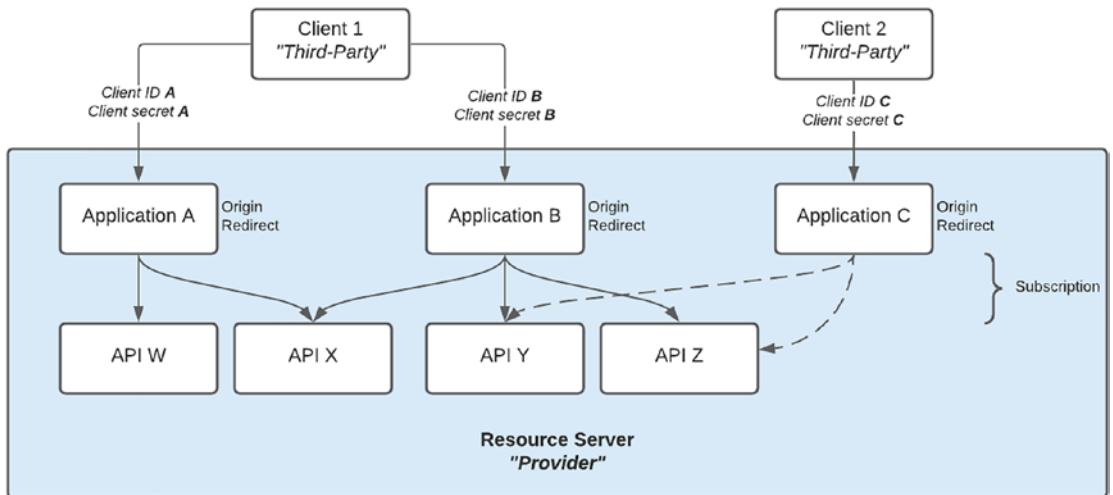 Client 1
"Third-Party"
Client 2
"Third-Party"
Client ID A
Client secret A
Client ID B
Client secret B
Client ID C
Client secret C
Application A
Origin
Redirect
Application B
Origin
Redirect
Application C
Origin
Redirect
Subscription
API W
API X
API Y
API Z
Resource Server
"Provider"